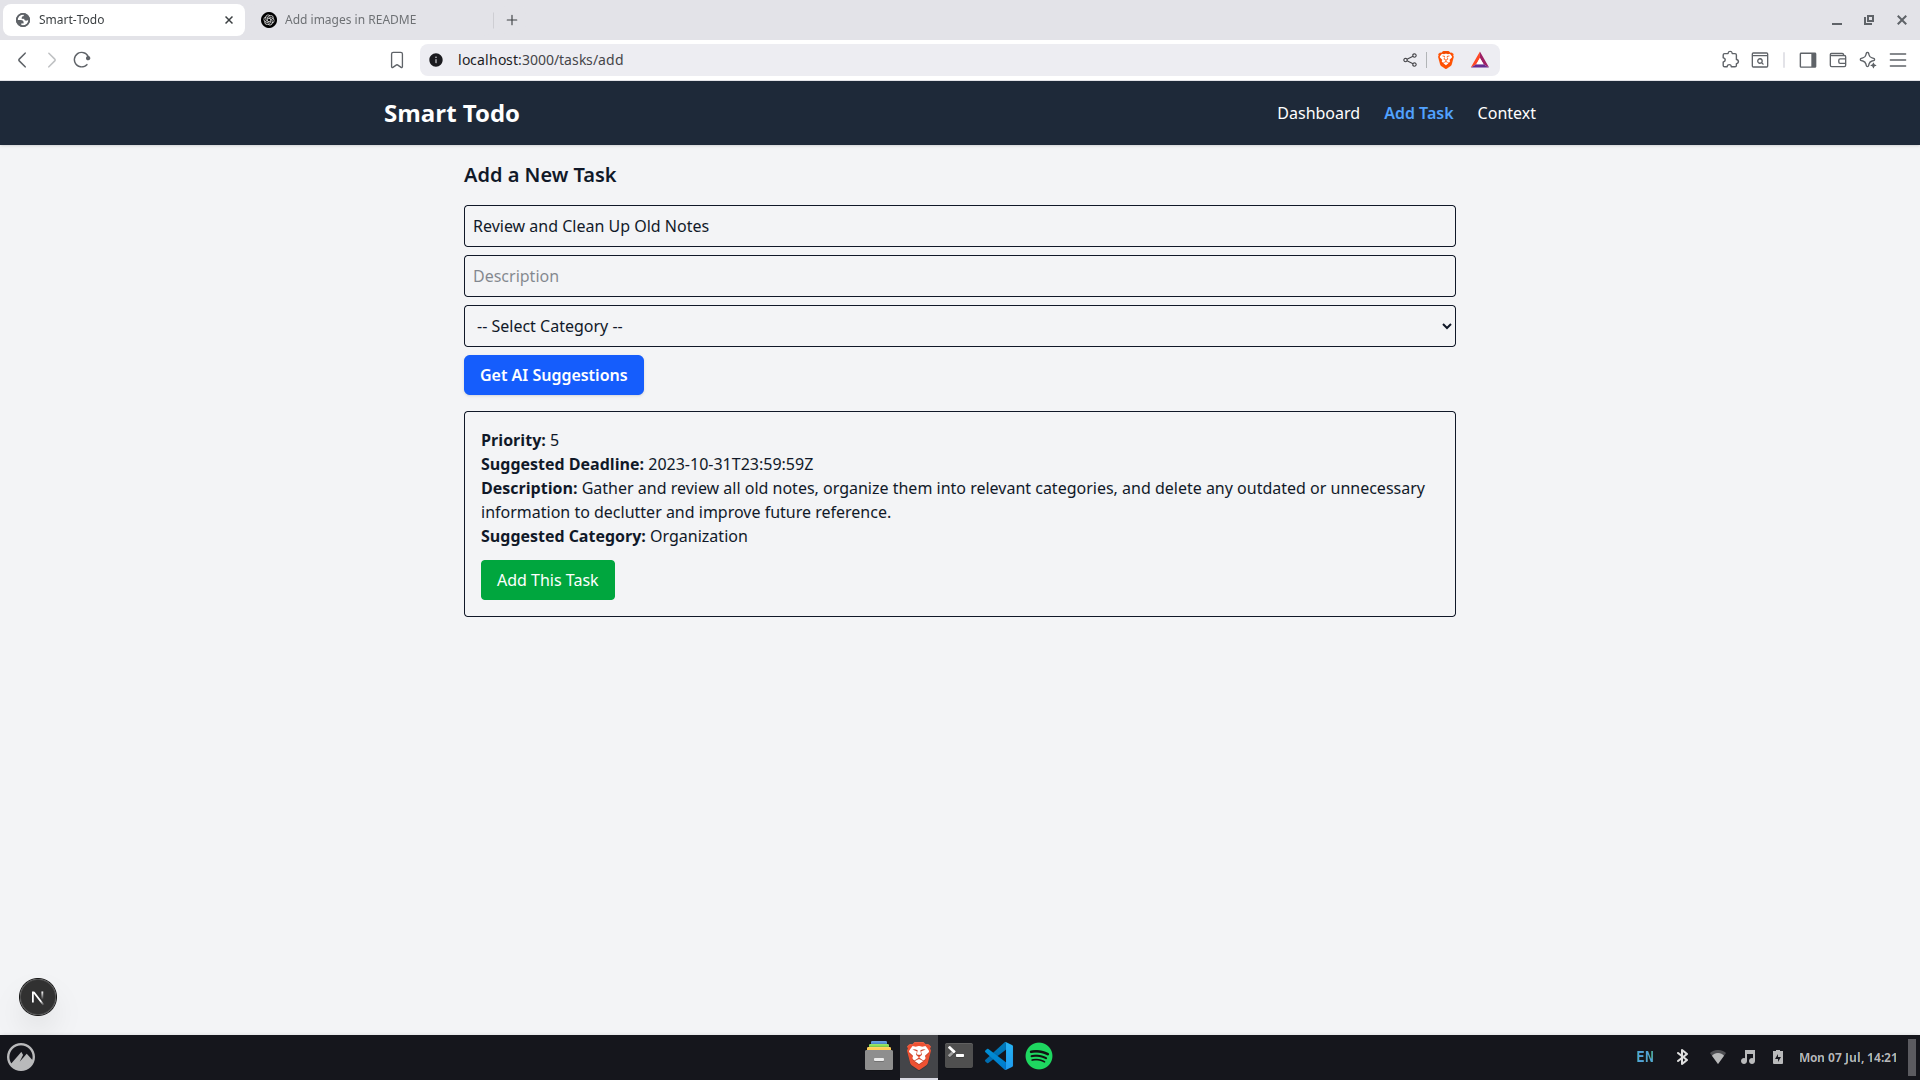 Smart-Todo
Add images in README
localhost:3000/tasks/add
Smart Todo
Dashboard
Add Task
Context
Add a New Task
Review and Clean Up Old Notes
Description
-- Select Category --
Get AI Suggestions
Priority: 5
Suggested Deadline: 2023-10-31T23:59:59Z
Description: Gather and review all old notes, organize them into relevant categories, and delete any outdated or unnecessary
information to declutter and improve future reference.
Suggested Category: Organization
Add This Task
N
EN
Mon 07 Jul, 14:21